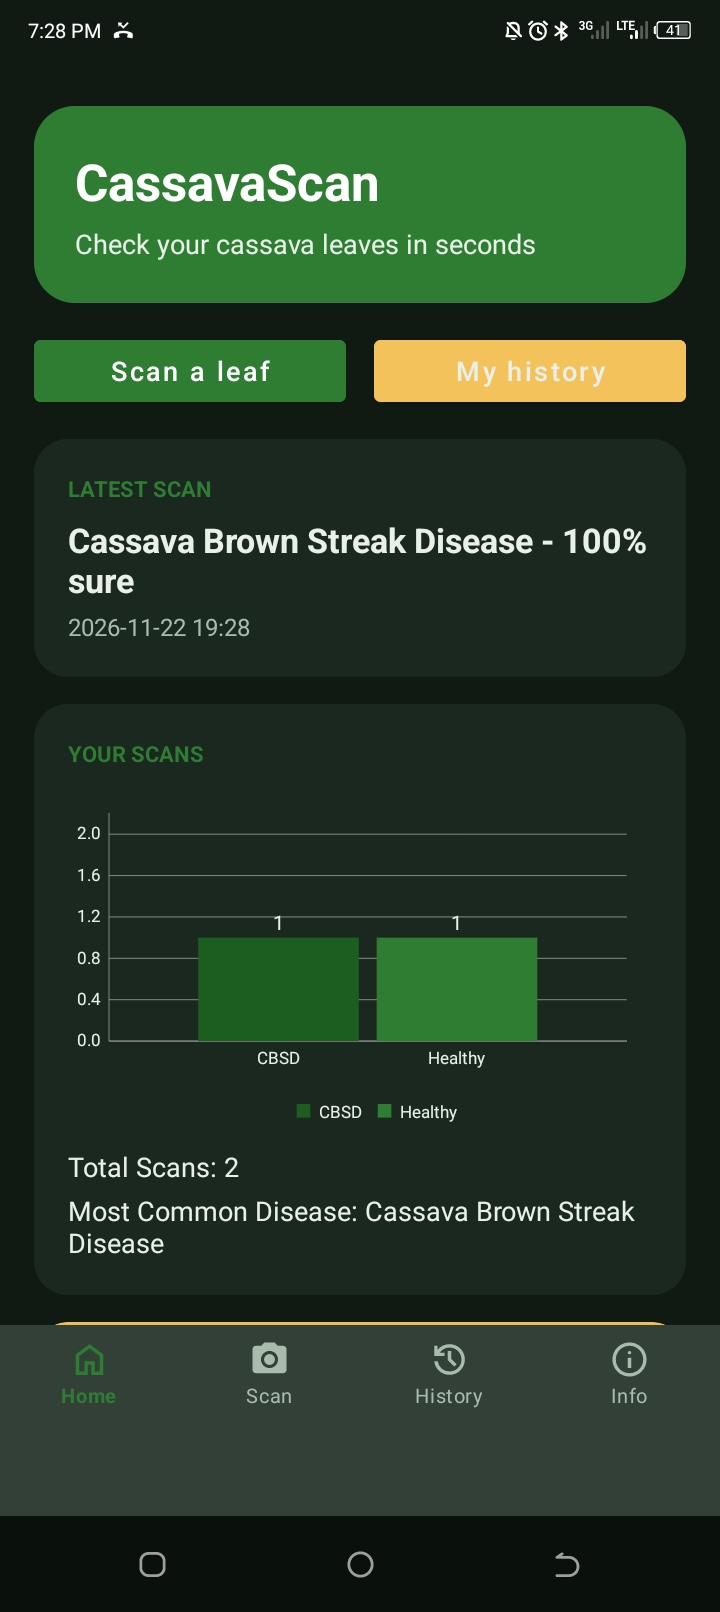 7:28 PM
3G LTE 41
CassavaScan
Check your cassava leaves in seconds
Scan a leaf
My history
LATEST SCAN
Cassava Brown Streak Disease - 100%
sure
2026-11-22 19:28
YOUR SCANS
2.0
1.6
1.2
0.8
0.4
0.0
1 1
CBSD Healthy
CBSD Healthy
Total Scans: 2
Most Common Disease: Cassava Brown Streak
Disease
Home Scan History Info